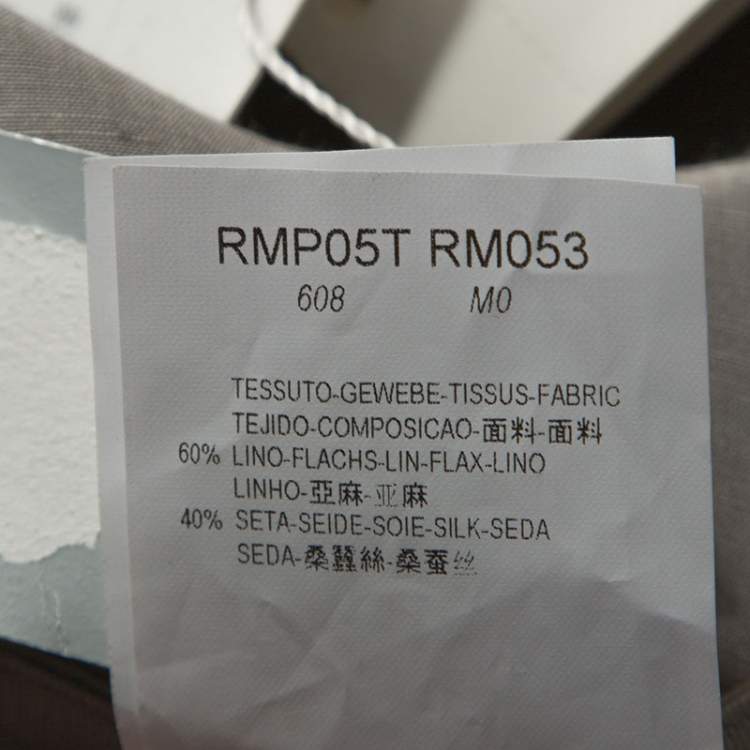 RMP05T RM053
608 M0
TESSUTO-GEWEBE-TISSUS-FABRIC
TEJIDO-COMPOSICAO-面料-面料
60% LINO-FLACHS-LIN-FLAX-LINO
LINHO-亞麻-亚麻
40% SETA-SEIDE-SOIE-SILK-SEDA
SEDA-桑蠶絲-桑蚕丝